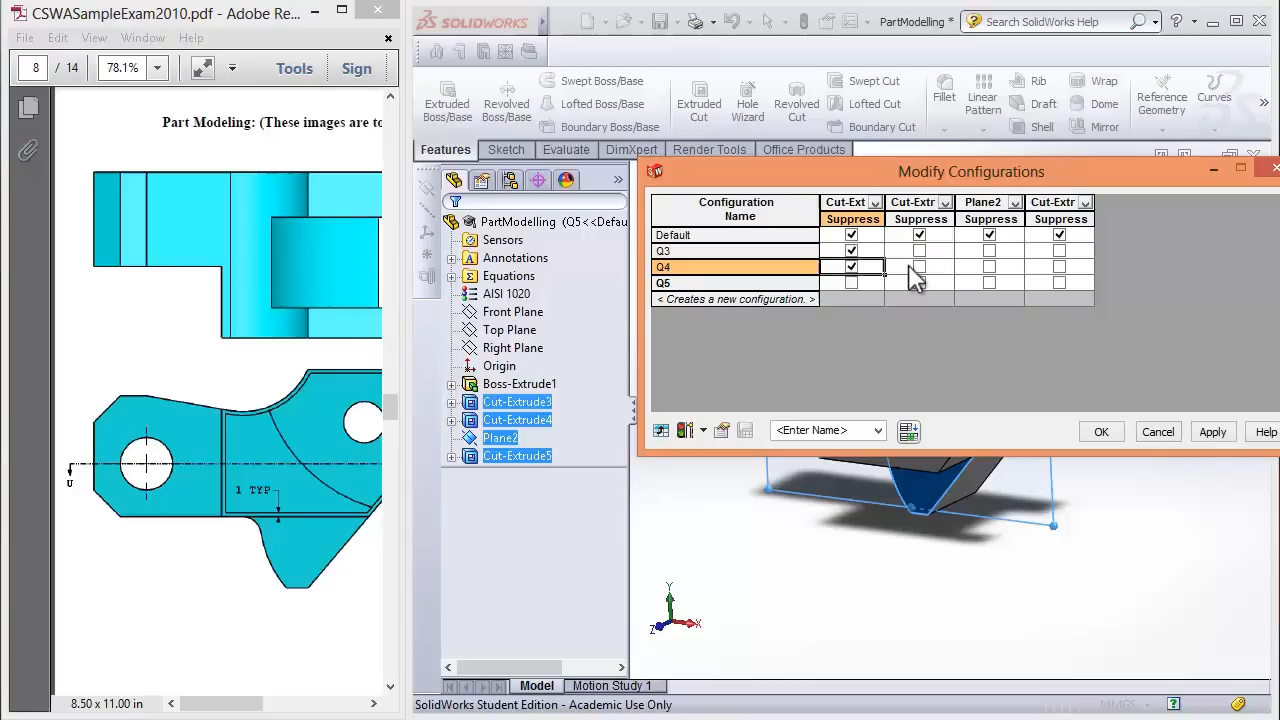 CSWASampleExam2010.pdf - Adobe Re...
File Edit View Window Help
8 / 14 78.1% Tools Sign
Part Modeling: (These images are to
1 TYP
U
8.50 x 11.00 in
SOLIDWORKS PartModelling * Search SolidWorks Help
Extruded Boss/Base
Revolved Boss/Base
Swept Boss/Base
Lofted Boss/Base
Boundary Boss/Base
Extruded Cut
Hole Wizard
Revolved Cut
Swept Cut
Lofted Cut
Boundary Cut
Fillet
Linear Pattern
Rib
Draft
Shell
Wrap
Dome
Mirror
Reference Geometry
Curves
Features Sketch Evaluate DimXpert Render Tools Office Products
PartModelling (Q5<<Defau
Sensors
Annotations
Equations
AISI 1020
Front Plane
Top Plane
Right Plane
Origin
Boss-Extrude1
Cut-Extrude3
Cut-Extrude4
Plane2
Cut-Extrude5
Modify Configurations
Configuration Name Cut-Ext Cut-Extr Plane2 Cut-Extr
Suppress Suppress Suppress Suppress
Default
Q3
Q4
Q5
< Creates a new configuration. >
<Enter Name> OK Cancel Apply Help
Y
X
Z
Model Motion Study 1
SolidWorks Student Edition - Academic Use Only MMGS